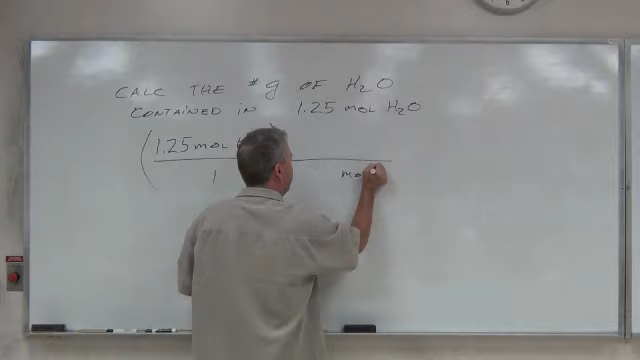 CALC THE # g OF H₂O
CONTAINED IN 1.25 MOL H₂O
(1.25 MOL
1 mo